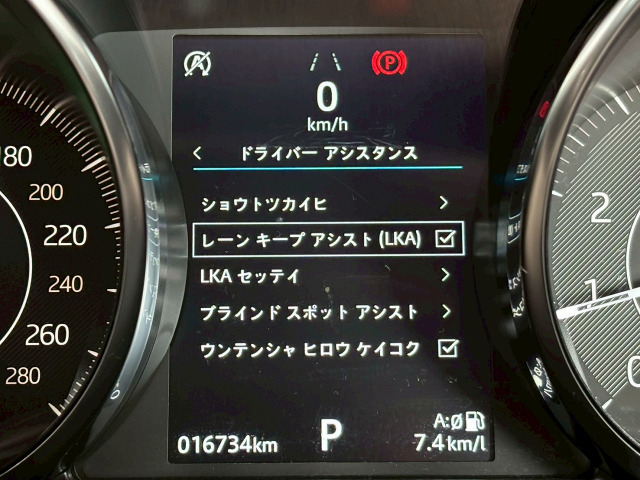 (P)
0
km/h
< ドライバー アシスタンス
ショウトツカイヒ >
レーン キープ アシスト (LKA)
LKA セッテイ >
ブラインド スポット アシスト >
ウンテンシャ ヒロウ ケイコク
016734km
P
A:Ø
7.4km/l
180
200
220
240
260
280
2
1
0